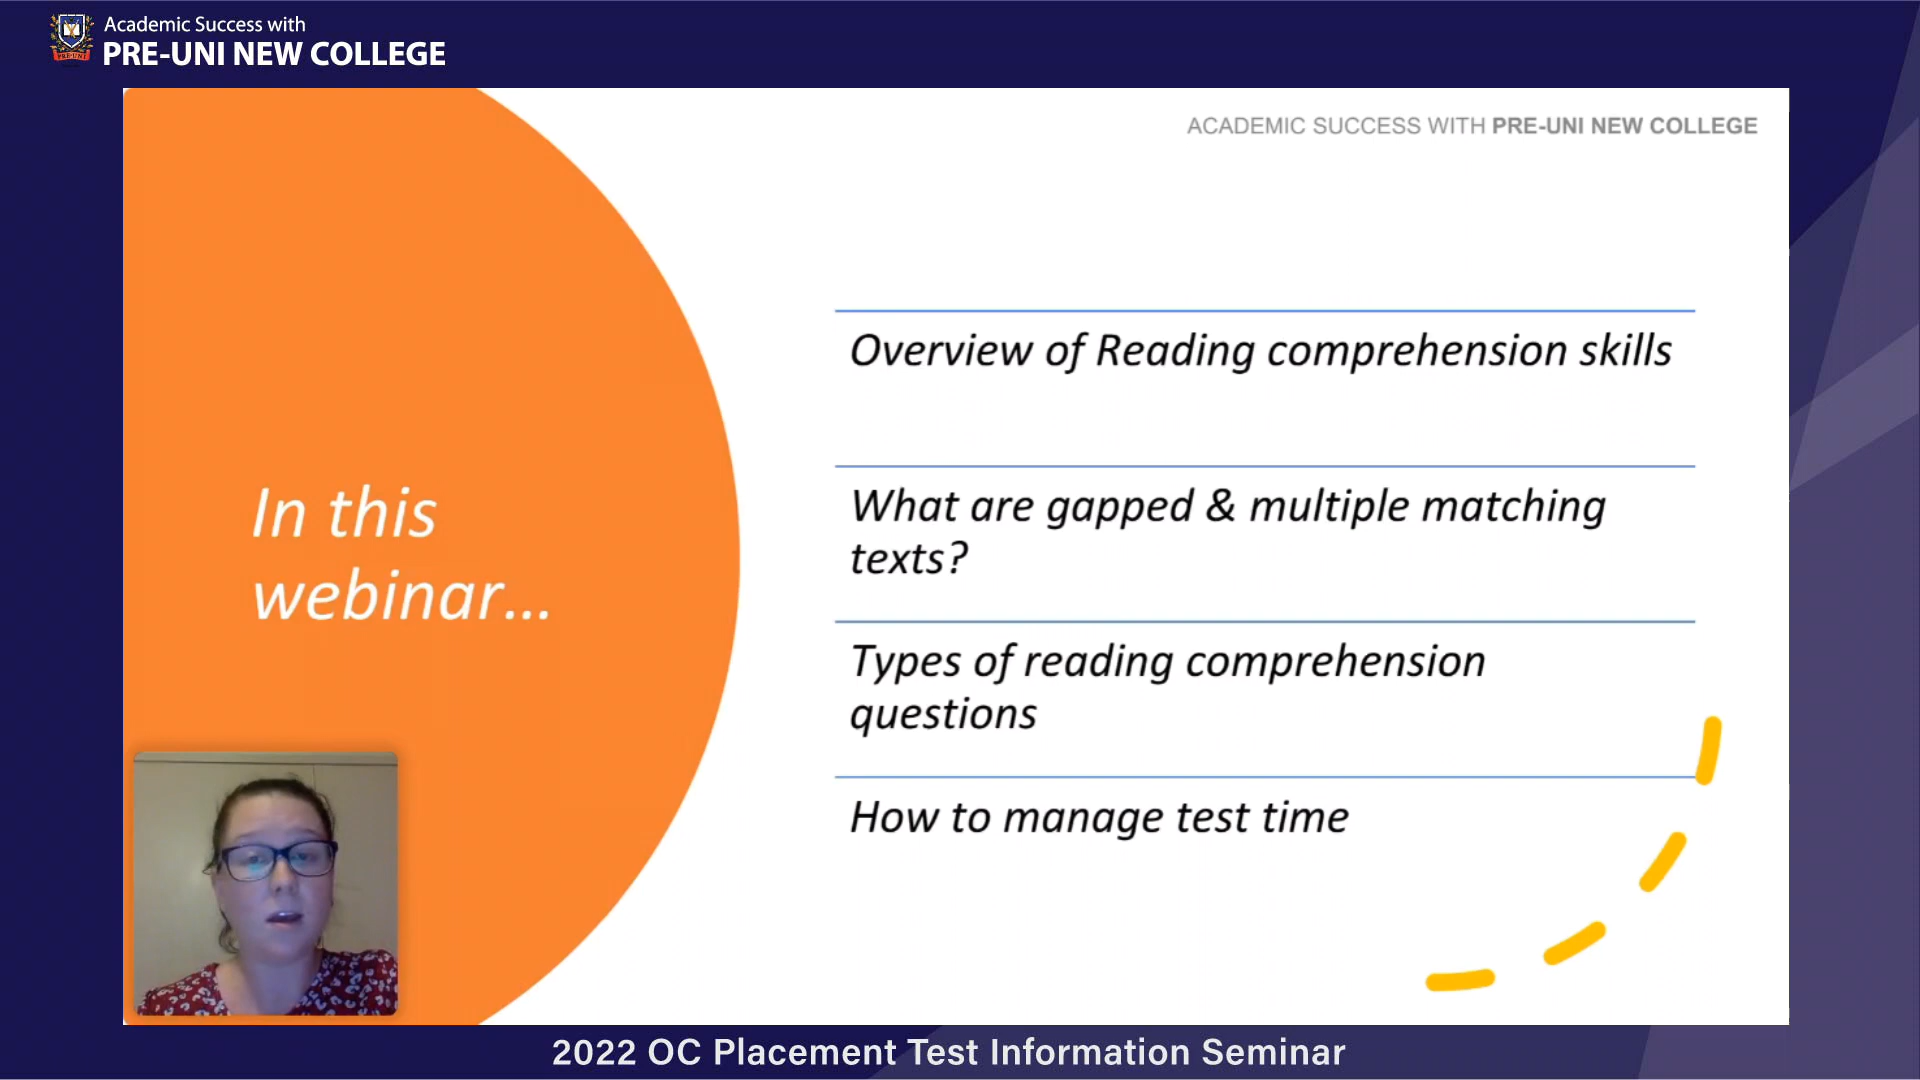 Academic Success with
PRE-UNI NEW COLLEGE
ACADEMIC SUCCESS WITH PRE-UNI NEW COLLEGE
In this
webinar...
Overview of Reading comprehension skills
What are gapped & multiple matching
texts?
Types of reading comprehension
questions
How to manage test time
2022 OC Placement Test Information Seminar